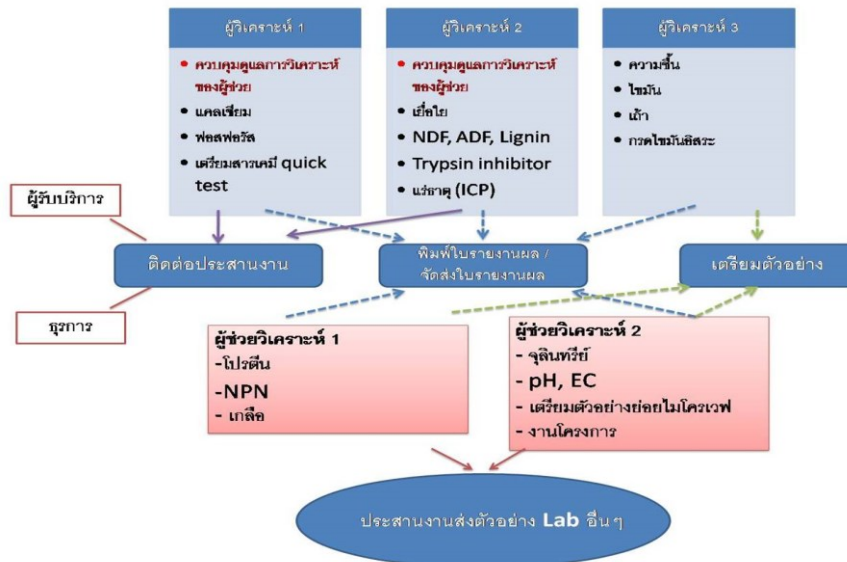 ผู้วิเคราะห์ 1
• ควบคุมดูแลการวิเคราะห์
ของผู้ช่วย
• แคลเซียม
• ฟอสฟอรัส
• เตรียมสารเคมี quick
test
ผู้วิเคราะห์ 2
• ควบคุมดูแลการวิเคราะห์
ของผู้ช่วย
• เยื่อใย
• NDF, ADF, Lignin
• Trypsin inhibitor
• แร่ธาตุ (ICP)
ผู้วิเคราะห์ 3
• ความชื้น
• ไขมัน
• เถ้า
• กรดไขมันอิสระ
ผู้รับบริการ
ติดต่อประสานงาน
พิมพ์ใบรายงานผล /
จัดส่งใบรายงานผล
เตรียมตัวอย่าง
ธุรการ
ผู้ช่วยวิเคราะห์ 1
-โปรตีน
-NPN
- เกลือ
ผู้ช่วยวิเคราะห์ 2
- จุลินทรีย์
- pH, EC
- เตรียมตัวอย่างย่อยไมโครเวฟ
- งานโครงการ
ประสานงานส่งตัวอย่าง Lab อื่นๆ